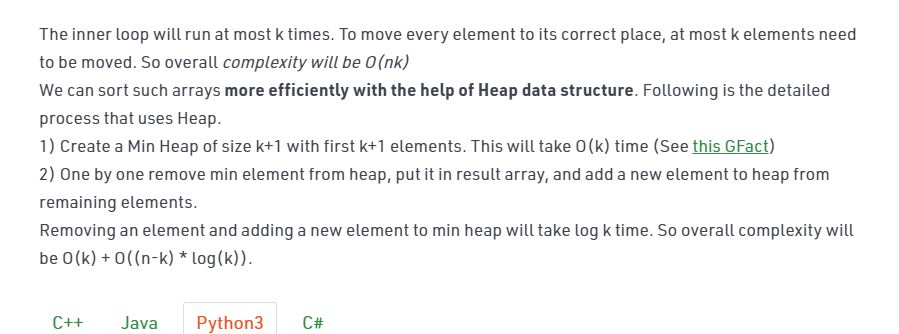 The inner loop will run at most k times. To move every element to its correct place, at most k elements need
to be moved. So overall complexity will be O(nk)
We can sort such arrays more efficiently with the help of Heap data structure. Following is the detailed
process that uses Heap.
1) Create a Min Heap of size k+1 with first k+1 elements. This will take O(k) time (See this GFact)
2) One by one remove min element from heap, put it in result array, and add a new element to heap from
remaining elements.
Removing an element and adding a new element to min heap will take log k time. So overall complexity will
be O(k) + O((n-k) * log(k)).
C++ Java Python3 C#